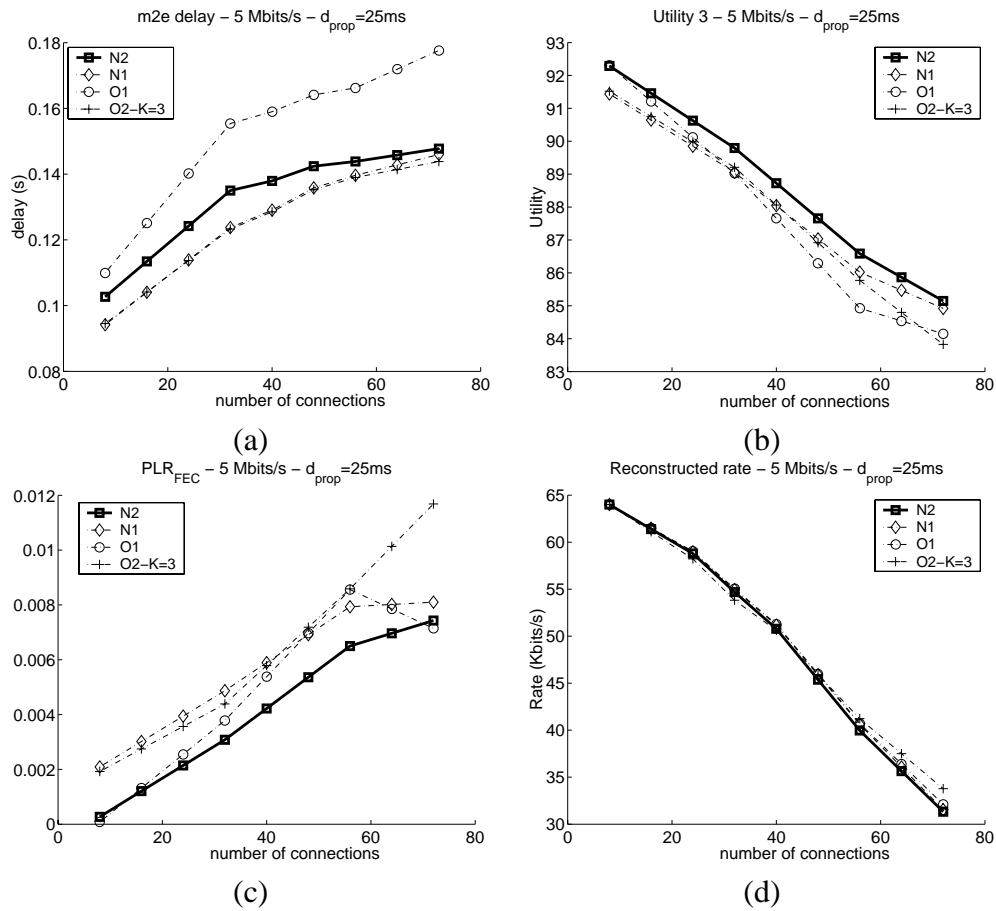 m2e delay – 5 Mbits/s – dprop=25ms
0.18
0.16
0.14
0.12
0.1
0.08
delay (s)
N2
N1
O1
O2–K=3
0
20
40
60
80
number of connections
(a)
Utility 3 – 5 Mbits/s – dprop=25ms
93
92
91
90
89
88
87
86
85
84
83
Utility
N2
N1
O1
O2–K=3
0
20
40
60
80
number of connections
(b)
PLRFEC – 5 Mbits/s – dprop=25ms
0.012
0.01
0.008
0.006
0.004
0.002
0
N2
N1
O1
O2–K=3
0
20
40
60
80
number of connections
(c)
Reconstructed rate – 5 Mbits/s – dprop=25ms
65
60
55
50
45
40
35
30
Rate (Kbits/s)
N2
N1
O1
O2–K=3
0
20
40
60
80
number of connections
(d)